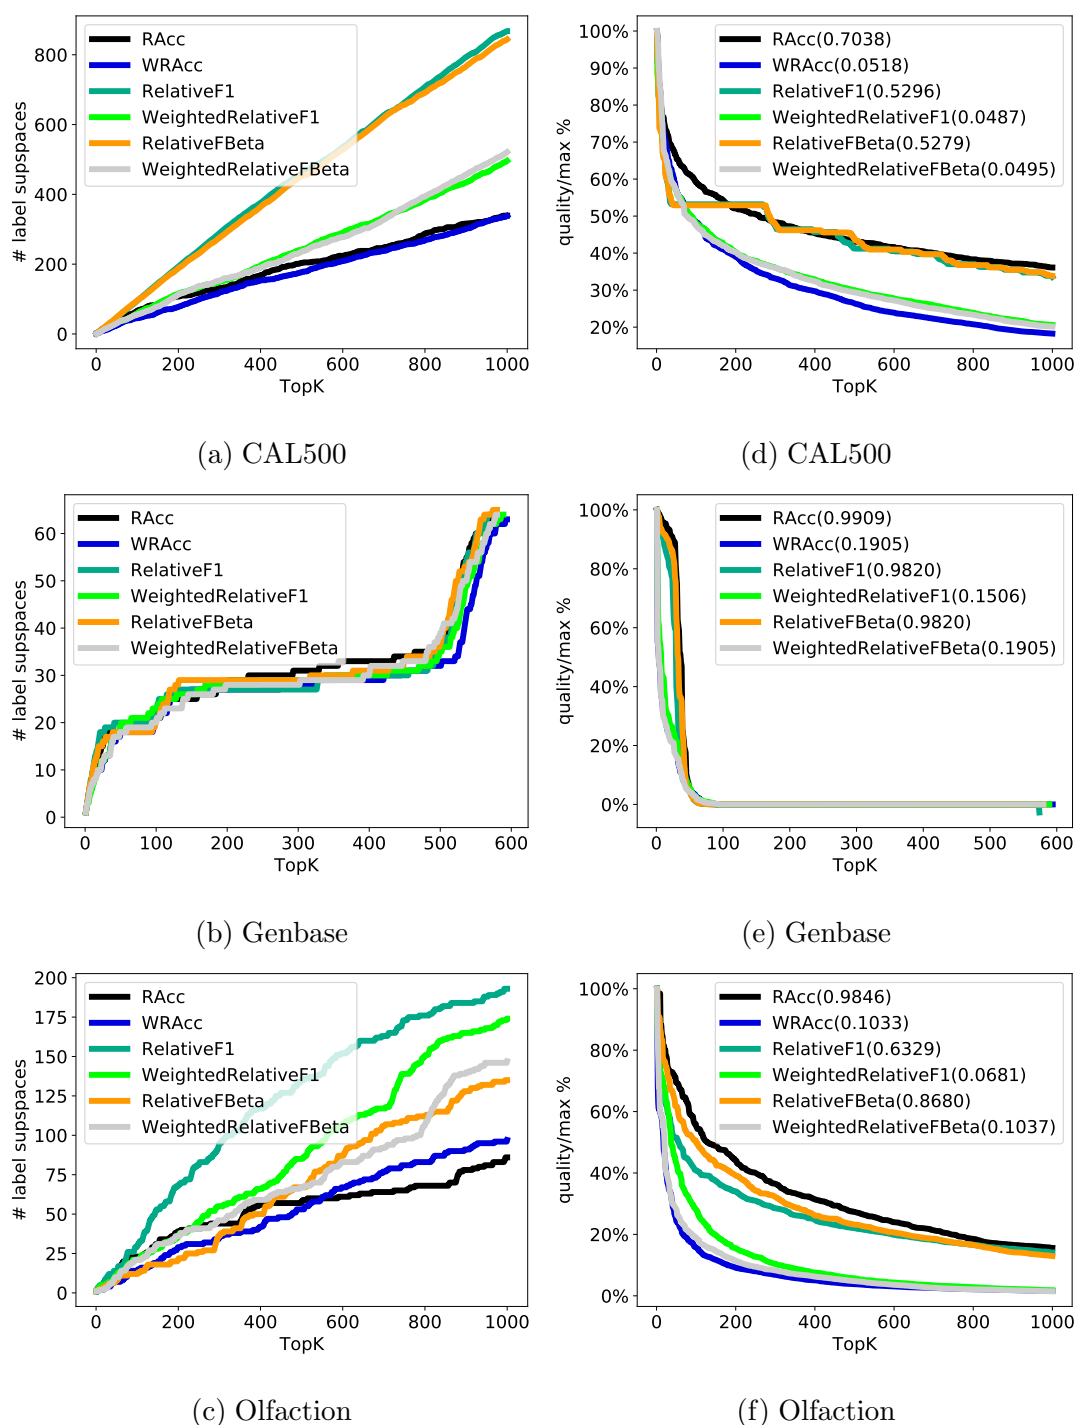 # label supspaces
800
600
400
200
0
RAcc
WRAcc
RelativeF1
WeightedRelativeF1
RelativeFBeta
WeightedRelativeFBeta
0 200 400 600 800 1000
TopK
(a) CAL500
quality/max %
100%
90%
80%
70%
60%
50%
40%
30%
20%
RAcc(0.7038)
WRAcc(0.0518)
RelativeF1(0.5296)
WeightedRelativeF1(0.0487)
RelativeFBeta(0.5279)
WeightedRelativeFBeta(0.0495)
0 200 400 600 800 1000
TopK
(d) CAL500
# label supspaces
60
50
40
30
20
10
0
RAcc
WRAcc
RelativeF1
WeightedRelativeF1
RelativeFBeta
WeightedRelativeFBeta
0 100 200 300 400 500 600
TopK
(b) Genbase
quality/max %
100%
80%
60%
40%
20%
0%
RAcc(0.9909)
WRAcc(0.1905)
RelativeF1(0.9820)
WeightedRelativeF1(0.1506)
RelativeFBeta(0.9820)
WeightedRelativeFBeta(0.1905)
0 100 200 300 400 500 600
TopK
(e) Genbase
# label supspaces
200
175
150
125
100
75
50
25
0
RAcc
WRAcc
RelativeF1
WeightedRelativeF1
RelativeFBeta
WeightedRelativeFBeta
0 200 400 600 800 1000
TopK
(c) Olfaction
quality/max %
100%
80%
60%
40%
20%
0%
RAcc(0.9846)
WRAcc(0.1033)
RelativeF1(0.6329)
WeightedRelativeF1(0.0681)
RelativeFBeta(0.8680)
WeightedRelativeFBeta(0.1037)
0 200 400 600 800 1000
TopK
(f) Olfaction